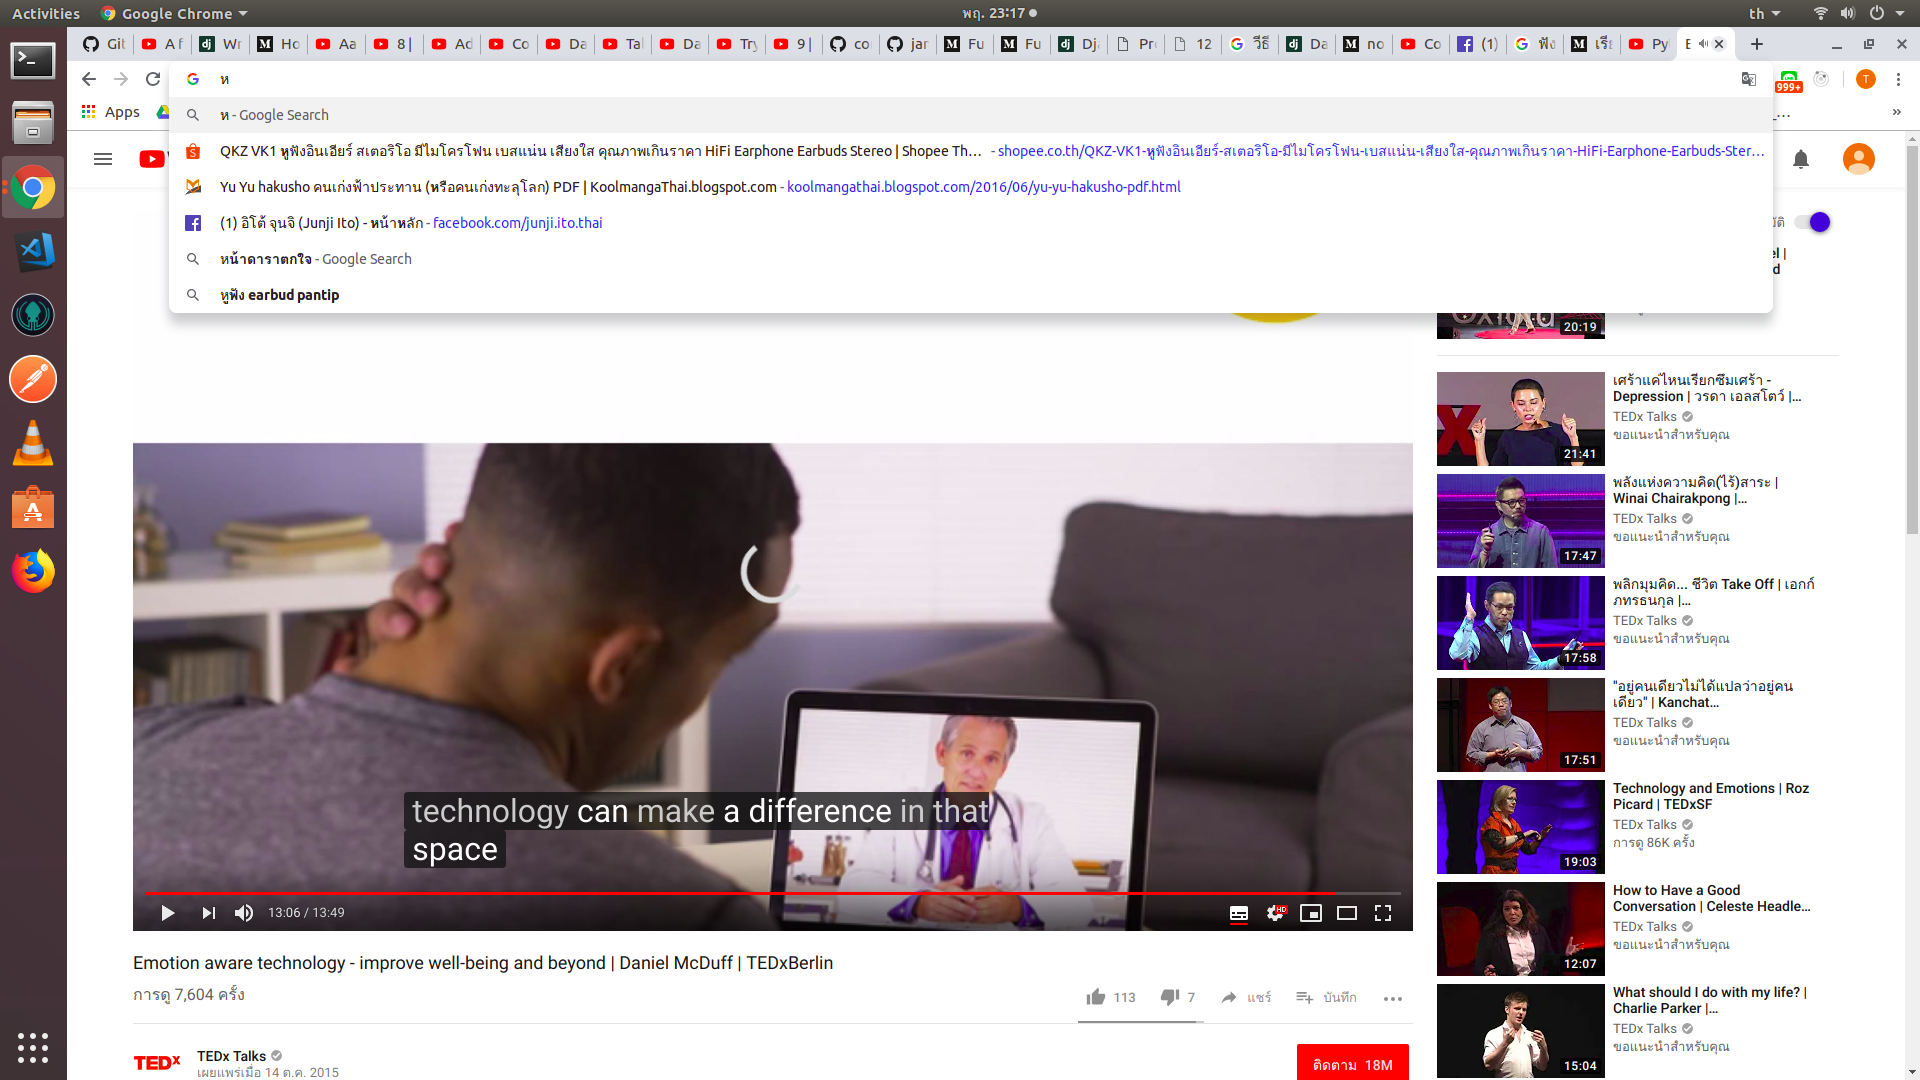 Activities
Google Chrome
พฤ. 23:17
th
Git
A f
Wr
Ho
Aa
8 |
Ad
Co
Da
Tal
Da
Try
9 |
co
jar
Fu
Fu
Dja
Pro
12
วิธี
Da
no
Co
(1)
ฟัง
เรีย
Py
E
ห
999+
T
Apps
ห - Google Search
QKZ VK1 หูฟังอินเอียร์ สเตอริโอ มีไมโครโฟน เบสแน่น เสียงใส คุณภาพเกินราคา HiFi Earphone Earbuds Stereo | Shopee Th... - shopee.co.th/QKZ-VK1-หูฟังอินเอียร์-สเตอริโอ-มีไมโครโฟน-เบสแน่น-เสียงใส-คุณภาพเกินราคา-HiFi-Earphone-Earbuds-Ster...
Yu Yu hakusho คนเก่งฟ้าประทาน (หรือคนเก่งทะลุโลก) PDF | KoolmangaThai.blogspot.com - koolmangathai.blogspot.com/2016/06/yu-yu-hakusho-pdf.html
(1) อิโต้ จุนจิ (Junji Ito) - หน้าหลัก - facebook.com/junji.ito.thai
หน้าดาราตกใจ - Google Search
หูฟัง earbud pantip
20:19
เศร้าแค่ไหนเรียกซึมเศร้า -
Depression | วรดา เอลสโตว์ |...
TEDx Talks
ขอแนะนำสำหรับคุณ
21:41
พลังแห่งความคิด(ไร้)สาระ |
Winai Chairakpong |...
TEDx Talks
ขอแนะนำสำหรับคุณ
17:47
พลิกมุมคิด... ชีวิต Take Off | เอกก์
ภทรธนกุล |...
TEDx Talks
ขอแนะนำสำหรับคุณ
17:58
"อยู่คนเดียวไม่ได้แปลว่าอยู่คน
เดียว" | Kanchat...
TEDx Talks
ขอแนะนำสำหรับคุณ
17:51
Technology and Emotions | Roz
Picard | TEDxSF
TEDx Talks
การดู 86K ครั้ง
19:03
How to Have a Good
Conversation | Celeste Headle...
TEDx Talks
ขอแนะนำสำหรับคุณ
12:07
What should I do with my life? |
Charlie Parker |...
TEDx Talks
ขอแนะนำสำหรับคุณ
15:04
technology can make a difference in that
space
13:06 / 13:49
HD
Emotion aware technology - improve well-being and beyond | Daniel McDuff | TEDxBerlin
การดู 7,604 ครั้ง
113
7
แชร์
บันทึก
TEDx
TEDx Talks
เผยแพร่เมื่อ 14 ต.ค. 2015
ติดตาม 18M